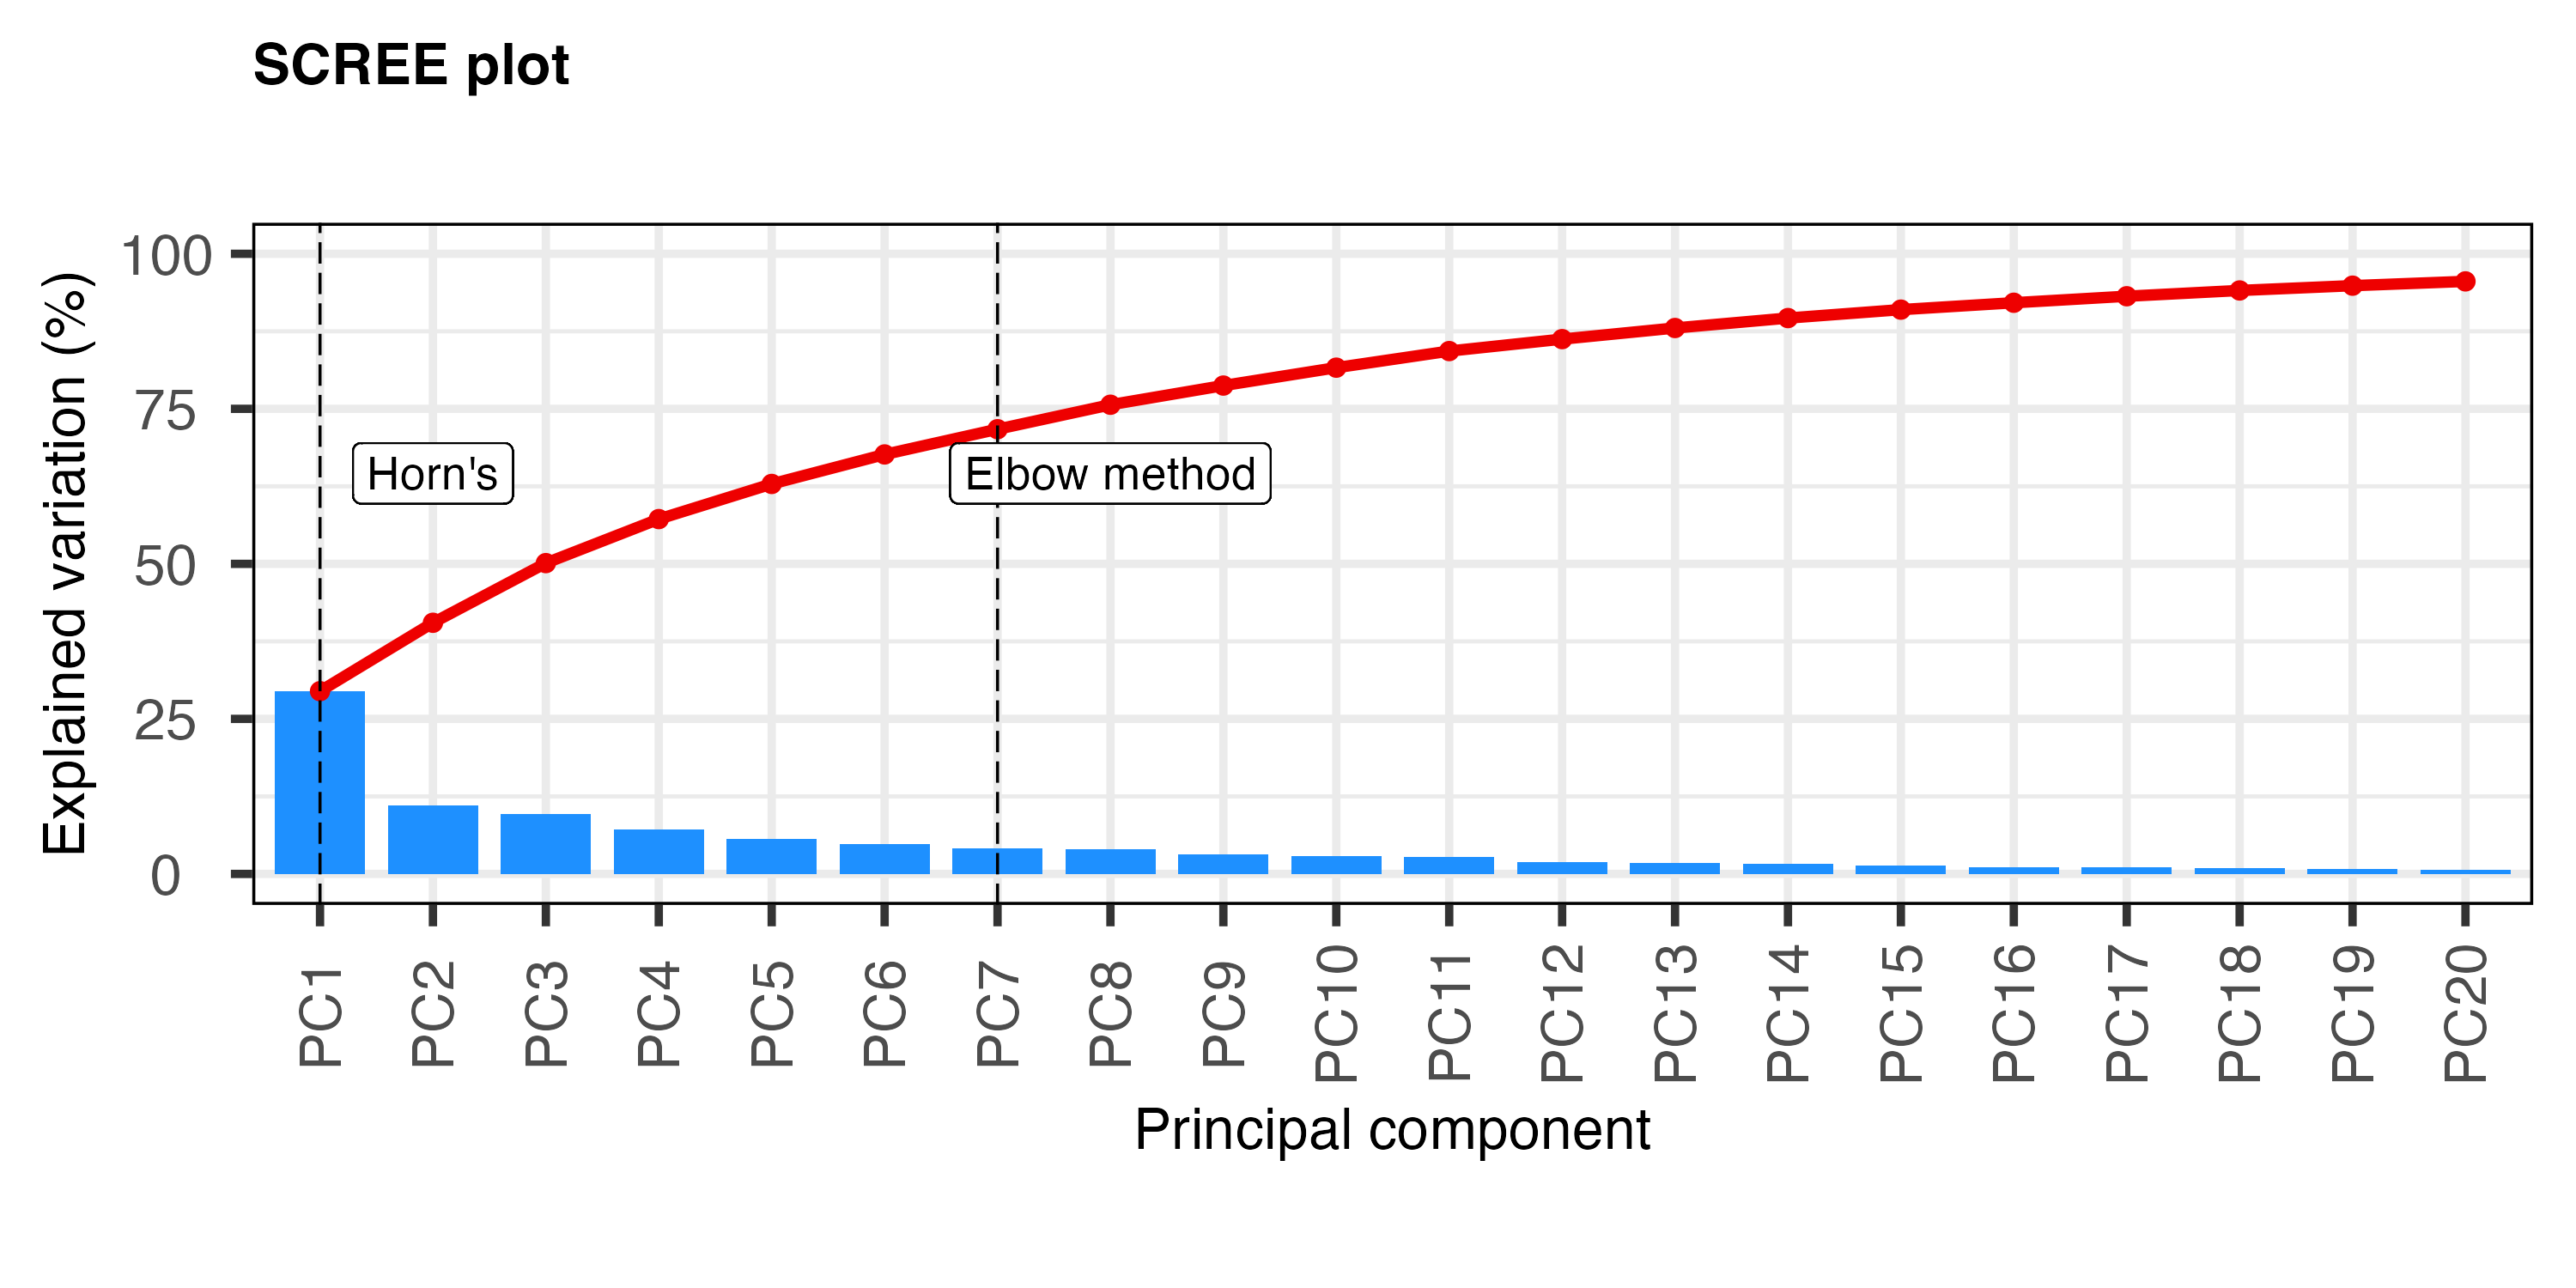 SCREE plot
Explained variation (%)
100
75
50
25
0
Horn's
Elbow method
PC1
PC2
PC3
PC4
PC5
PC6
PC7
PC8
PC9
PC10
PC11
PC12
PC13
PC14
PC15
PC16
PC17
PC18
PC19
PC20
Principal component